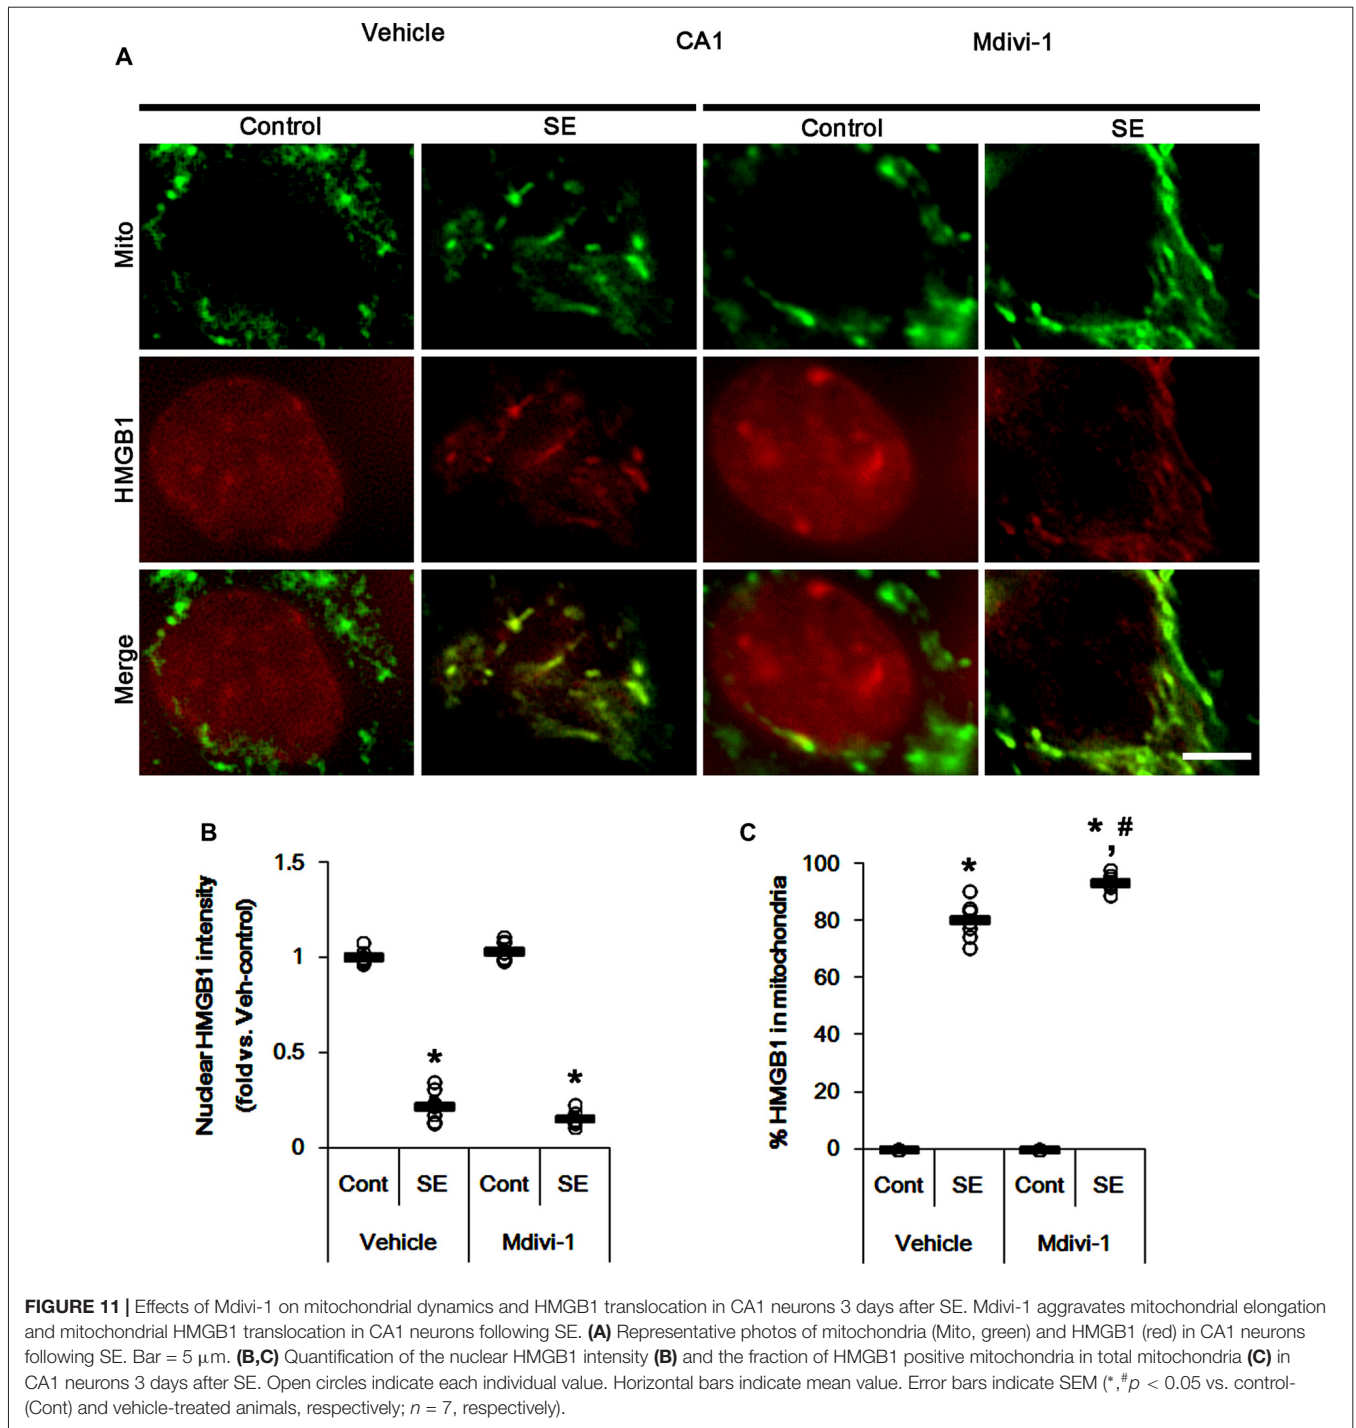 Vehicle CA1 Mdivi-1
A
Control SE Control SE
Mito
HMGB1
Merge
B
Nuclear HMGB1 intensity
(fold vs. Veh-control)
1.5
1
0.5
0
*
*
Cont SE Cont SE
Vehicle Mdivi-1
C
% HMGB1 in mitochondria
100
80
60
40
20
0
*
*,#
Cont SE Cont SE
Vehicle Mdivi-1
FIGURE 11 | Effects of Mdivi-1 on mitochondrial dynamics and HMGB1 translocation in CA1 neurons 3 days after SE. Mdivi-1 aggravates mitochondrial elongation
and mitochondrial HMGB1 translocation in CA1 neurons following SE. (A) Representative photos of mitochondria (Mito, green) and HMGB1 (red) in CA1 neurons
following SE. Bar = 5 μm. (B,C) Quantification of the nuclear HMGB1 intensity (B) and the fraction of HMGB1 positive mitochondria in total mitochondria (C) in
CA1 neurons 3 days after SE. Open circles indicate each individual value. Horizontal bars indicate mean value. Error bars indicate SEM (*,#p < 0.05 vs. control-
(Cont) and vehicle-treated animals, respectively; n = 7, respectively).